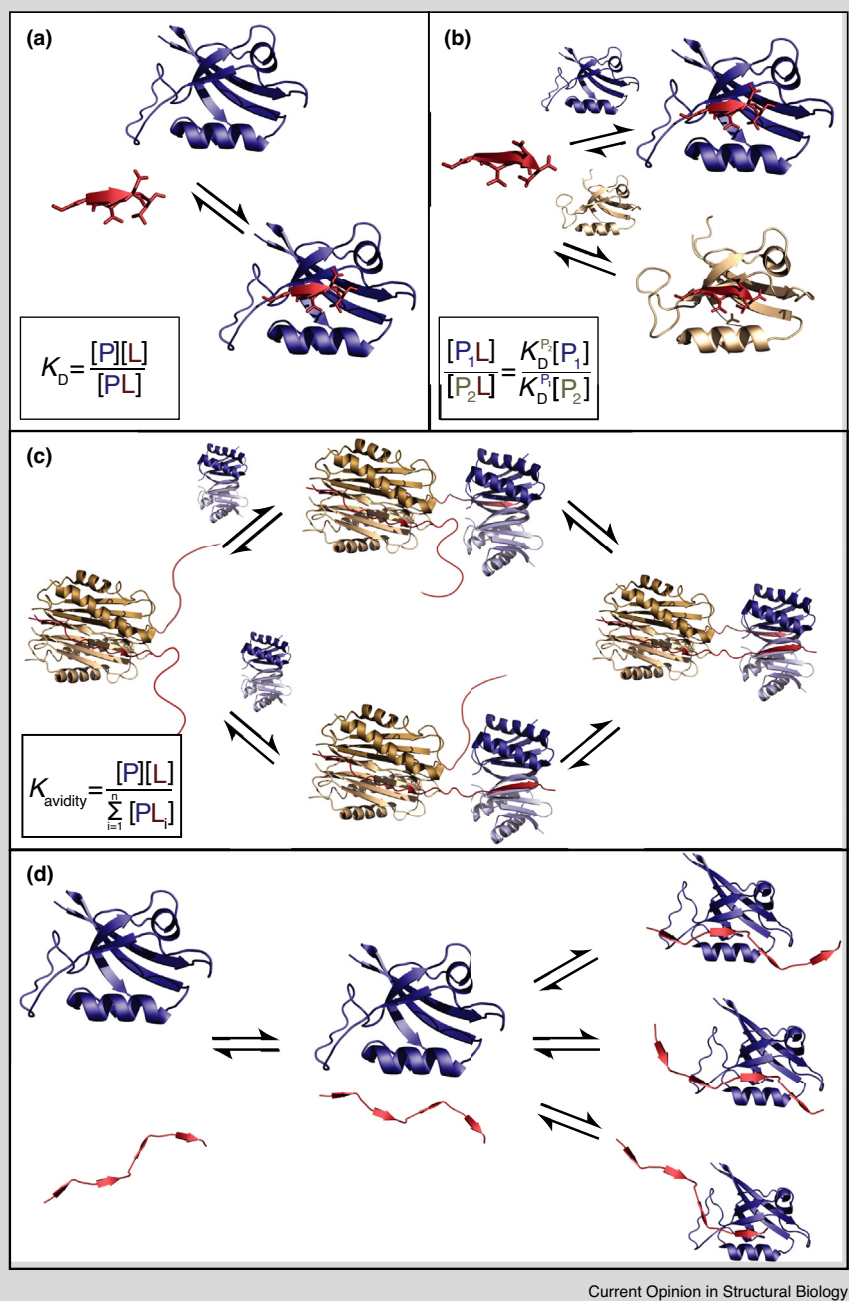 (a)
K_D = [P][L] / [PL]
(b)
[P₁L] / [P₂L] = K_D^P₂ [P₁] / K_D^P₁ [P₂]
(c)
K_avidity = [P][L] / Σ_{i=1}^{n} [PL_i]
(d)
Current Opinion in Structural Biology